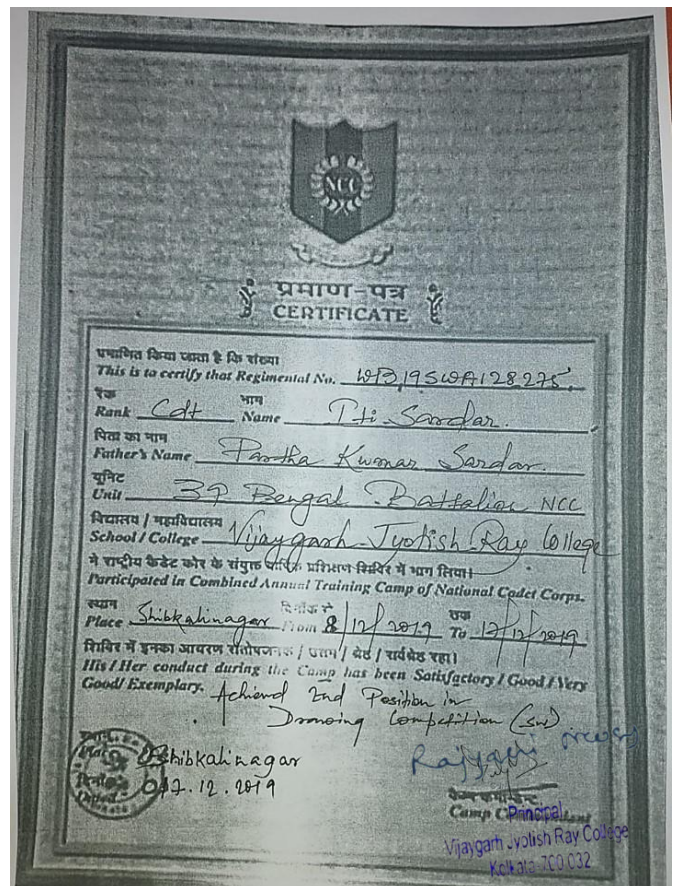 NCC
प्रमाण-पत्र
CERTIFICATE
प्रमाणित किया जाता है कि संख्या
This is to certify that Regimental No. WB19SWA128275
रैंक नाम
Rank Cdt Name Iti Sardar.
पिता का नाम
Father's Name Partha Kumar Sardar.
यूनिट
Unit 39 Bengal Battalion NCC
विद्यालय / महाविद्यालय
School / College Vijaygarh Jyotish Ray College
ने राष्ट्रीय कैडेट कोर के संयुक्त वार्षिक प्रशिक्षण शिविर में भाग लिया।
Participated in Combined Annual Training Camp of National Cadet Corps.
स्थान दिनाँक से तक
Place Shibkalinagar From 8/12/2019 To 17/12/2019
शिविर में इनका आचरण संतोषजनक / उत्तम / श्रेष्ठ / सर्वश्रेष्ठ रहा।
His / Her conduct during the Camp has been Satisfactory / Good / Very
Good/ Exemplary. Achieved 2nd Position in
Drawing Competition (SW)
Shibkalinagar
17.12.2019
Camp Commandant
Principal
Vijaygarh Jyotish Ray College
Kolkata-700 032